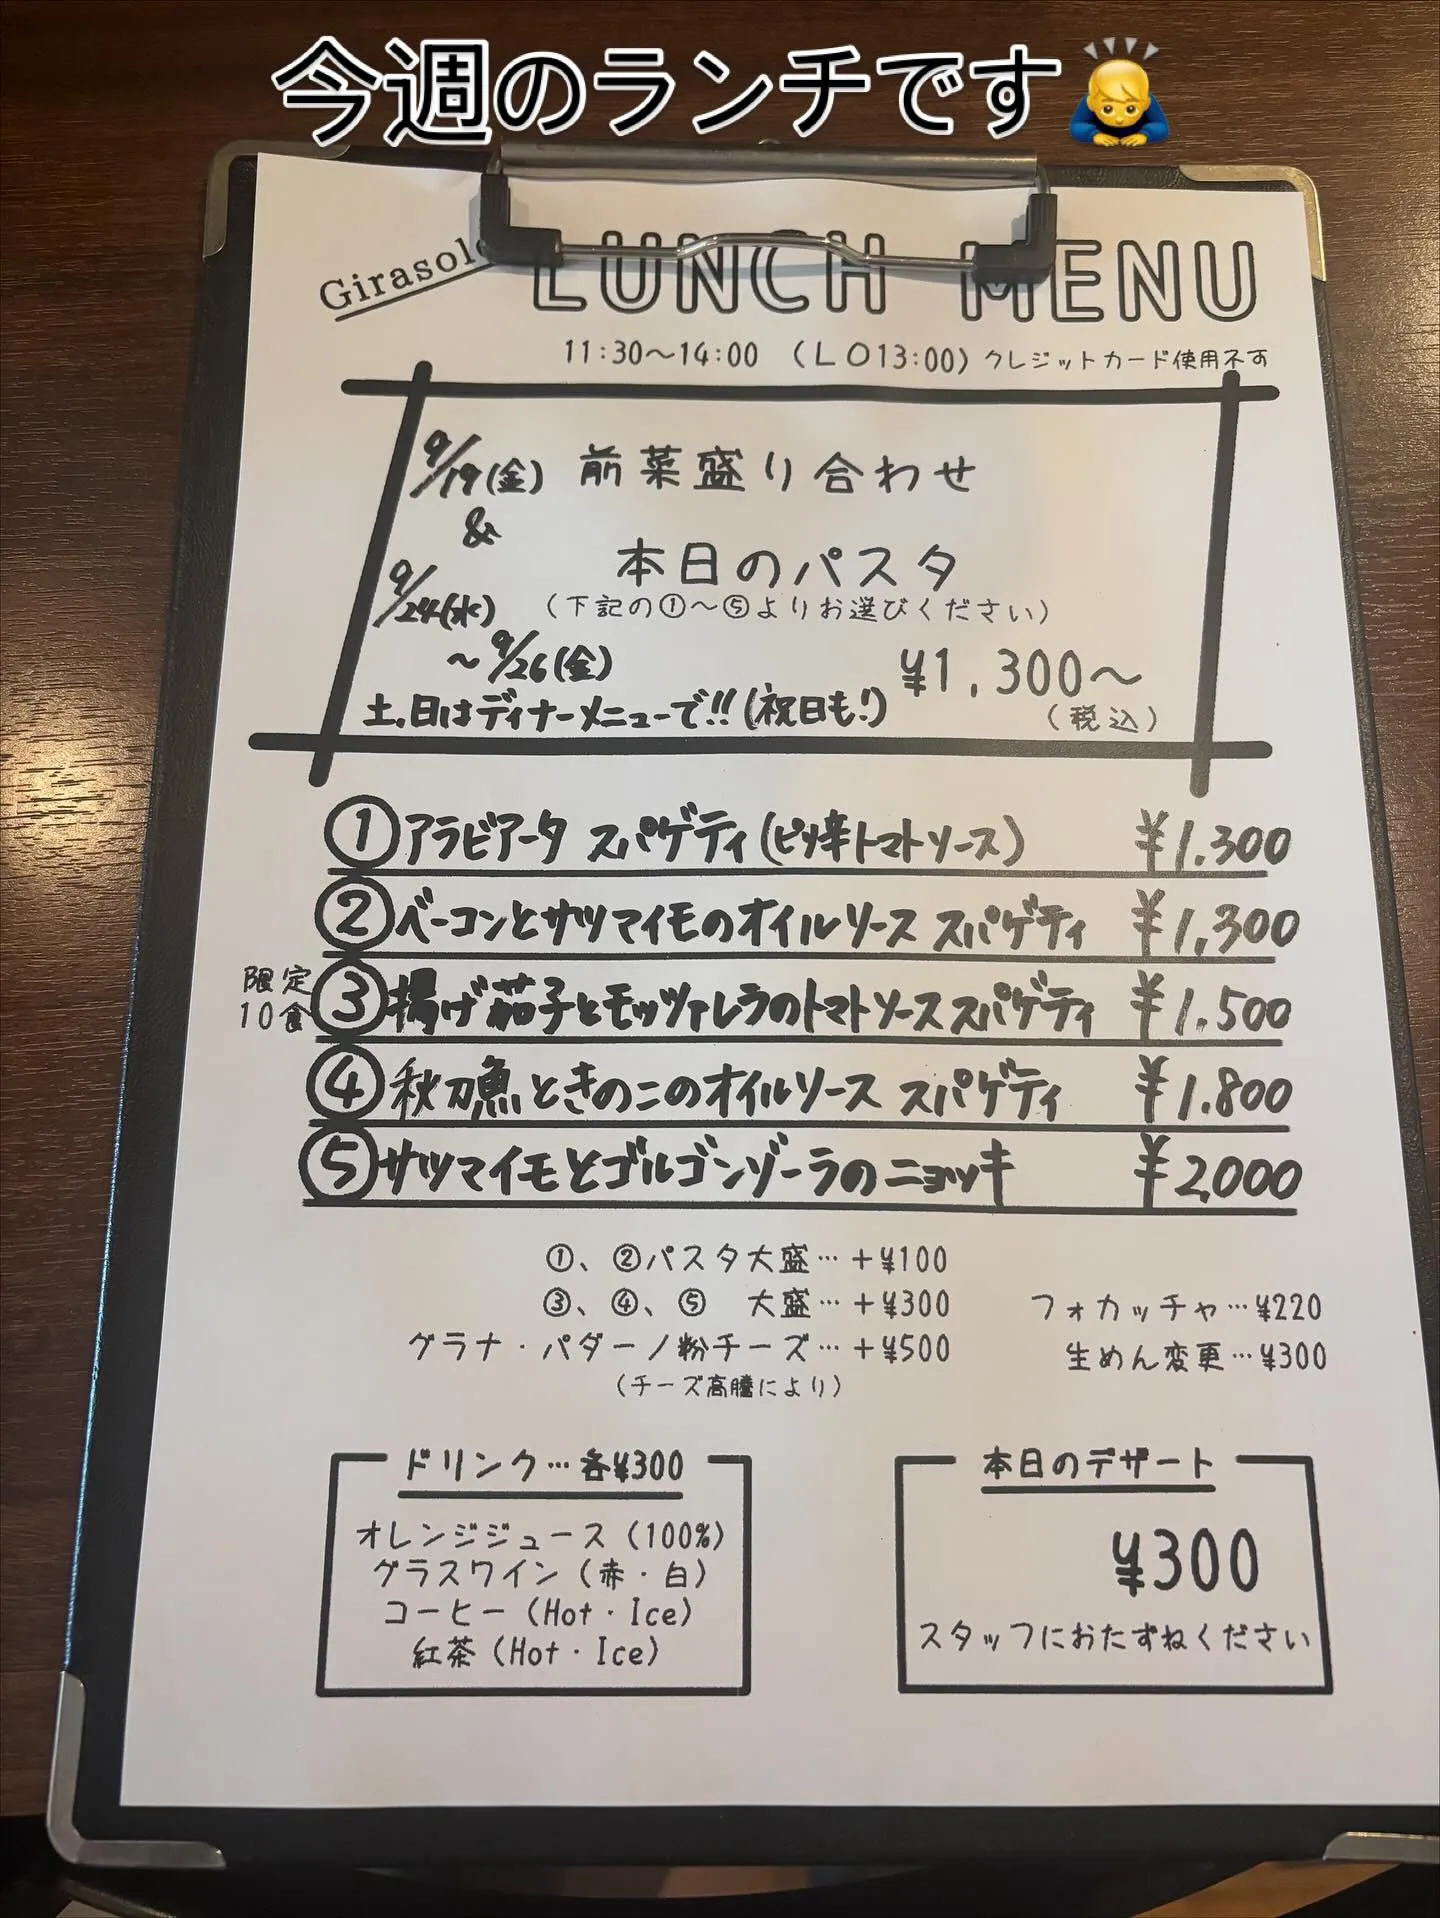 今週のランチです🙇
Girasole LUNCH MENU
11:30〜14:00 (LO13:00) クレジットカード使用不可
9/19(金)
&
9/24(水)
〜9/26(金)
前菜盛り合わせ
本日のパスタ
(下記の①〜⑤よりお選びください)
¥1,300〜
(税込)
土.日はディナーメニューで!!(祝日も!)
①アラビアータ スパゲティ(ピリ辛トマトソース) ¥1.300
②ベーコンとサツマイモのオイルソース スパゲティ ¥1,300
限定
10食
③揚げ茄子とモッツァレラのトマトソーススパゲティ ¥1.500
④秋刀魚ときのこのオイルソース スパゲティ ¥1.800
⑤サツマイモとゴルゴンゾーラのニョッキ ¥2,000
①、②パスタ大盛…+¥100
③、④、⑤ 大盛…+¥300
グラナ・パダーノ粉チーズ…+¥500
(チーズ高騰により)
フォカッチャ…¥220
生めん変更…¥300
ドリンク…各¥300
オレンジジュース (100%)
グラスワイン (赤・白)
コーヒー (Hot・Ice)
紅茶 (Hot・Ice)
本日のデザート
¥300
スタッフにおたずねください